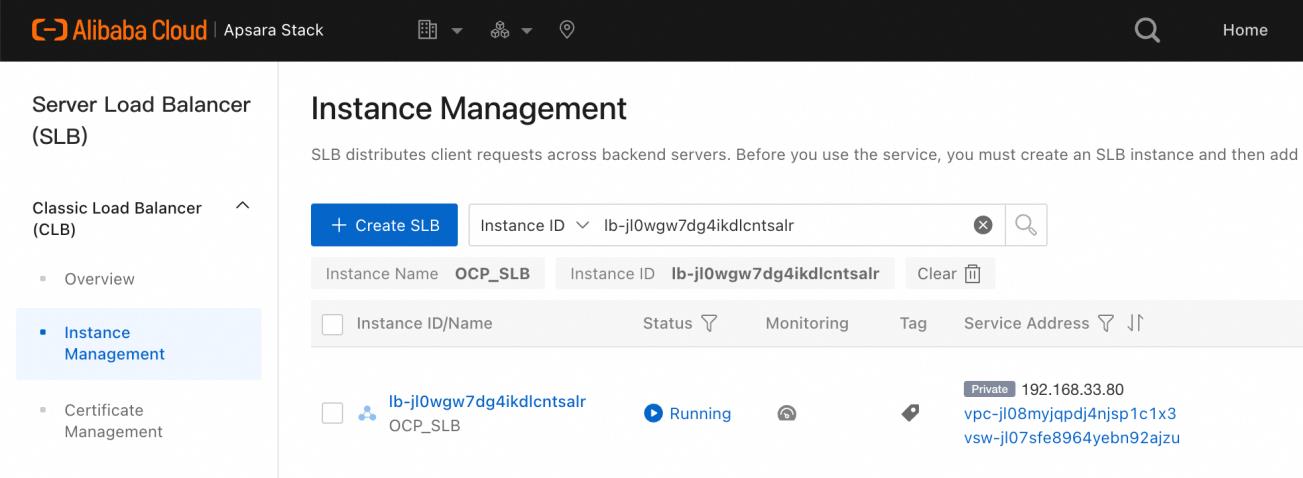 Alibaba Cloud | Apsara Stack
Home
Server Load Balancer
(SLB)
Classic Load Balancer
(CLB)
Overview
Instance
Management
Certificate
Management
Instance Management
SLB distributes client requests across backend servers. Before you use the service, you must create an SLB instance and then add
+ Create SLB
Instance ID lb-jl0wgw7dg4ikdlcntsalr
Instance Name OCP_SLB Instance ID lb-jl0wgw7dg4ikdlcntsalr Clear
Instance ID/Name Status Monitoring Tag Service Address
lb-jl0wgw7dg4ikdlcntsalr
OCP_SLB
Running
Private 192.168.33.80
vpc-jl08myjqpdj4njsp1c1x3
vsw-jl07sfe8964yebn92ajzu